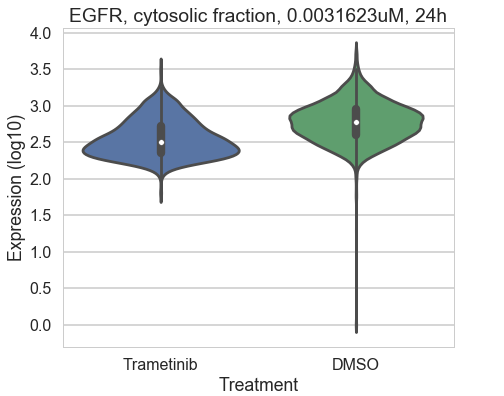 EGFR, cytosolic fraction, 0.0031623uM, 24h
Expression (log10)
4.0
3.5
3.0
2.5
2.0
1.5
1.0
0.5
0.0
Trametinib
DMSO
Treatment